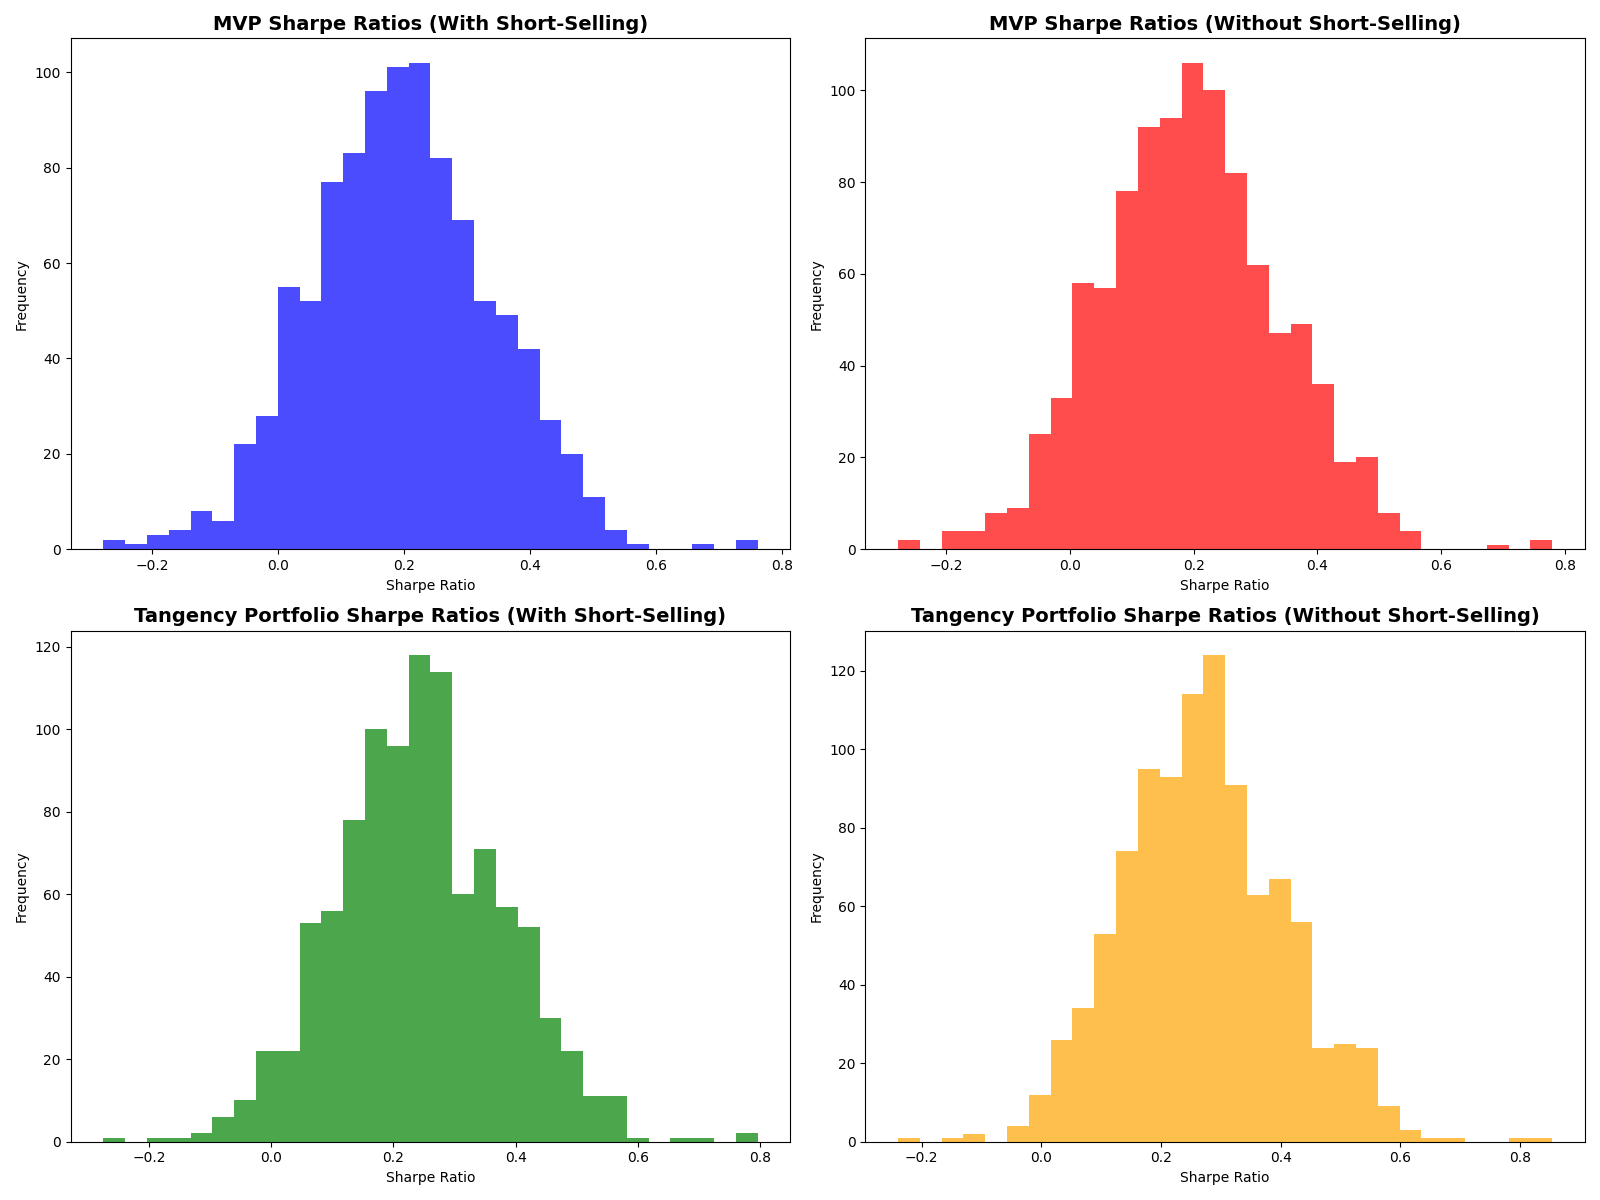 MVP Sharpe Ratios (With Short-Selling)
100
80
60
40
20
0
Frequency
−0.2 0.0 0.2 0.4 0.6 0.8
Sharpe Ratio
MVP Sharpe Ratios (Without Short-Selling)
100
80
60
40
20
0
Frequency
−0.2 0.0 0.2 0.4 0.6 0.8
Sharpe Ratio
Tangency Portfolio Sharpe Ratios (With Short-Selling)
120
100
80
60
40
20
0
Frequency
−0.2 0.0 0.2 0.4 0.6 0.8
Sharpe Ratio
Tangency Portfolio Sharpe Ratios (Without Short-Selling)
120
100
80
60
40
20
0
Frequency
−0.2 0.0 0.2 0.4 0.6 0.8
Sharpe Ratio